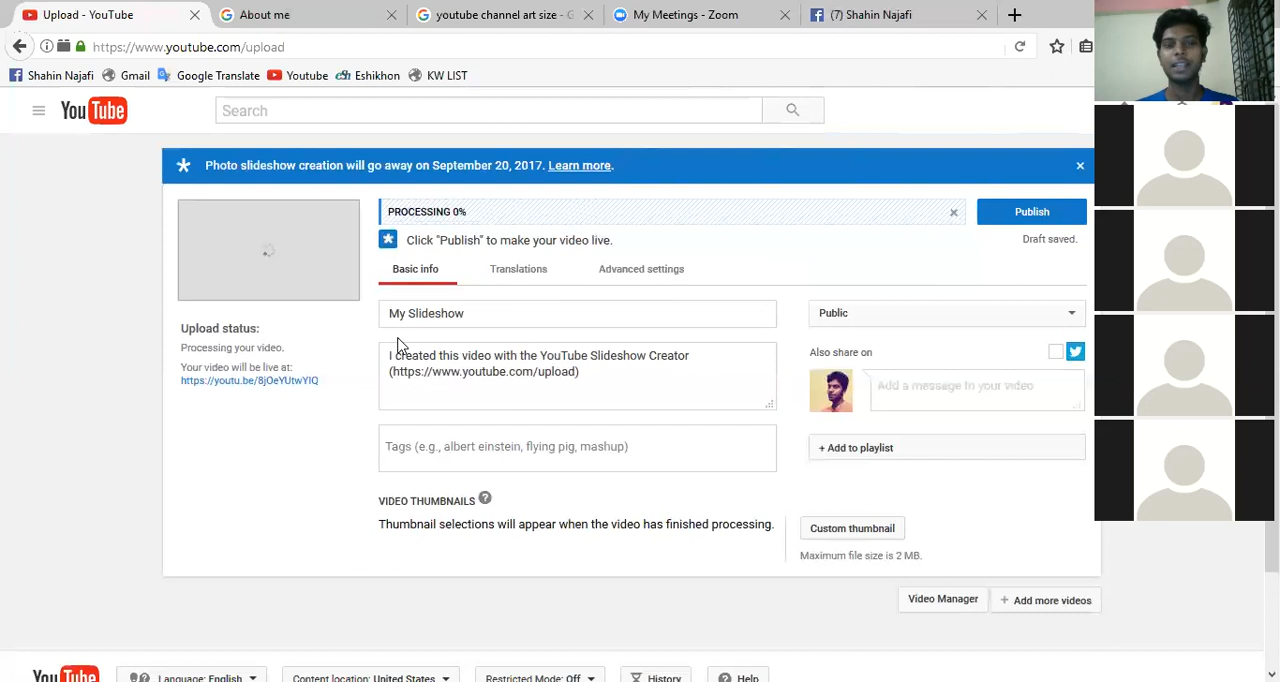 Upload - YouTube
About me
youtube channel art size - G
My Meetings - Zoom
(7) Shahin Najafi
https://www.youtube.com/upload
Shahin Najafi Gmail Google Translate Youtube Eshikhon KW LIST
YouTube
Search
Photo slideshow creation will go away on September 20, 2017. Learn more.
PROCESSING 0%
Publish
Click "Publish" to make your video live.
Draft saved.
Basic info Translations Advanced settings
My Slideshow
Public
Upload status:
Processing your video.
Your video will be live at:
https://youtu.be/8jOeYUtwYIQ
I created this video with the YouTube Slideshow Creator
(https://www.youtube.com/upload)
Also share on
Add a message to your video
Tags (e.g., albert einstein, flying pig, mashup)
+ Add to playlist
VIDEO THUMBNAILS ?
Thumbnail selections will appear when the video has finished processing.
Custom thumbnail
Maximum file size is 2 MB.
Video Manager
+ Add more videos
YouTube
Language: English
Content location: United States
Restricted Mode: Off
History
Help